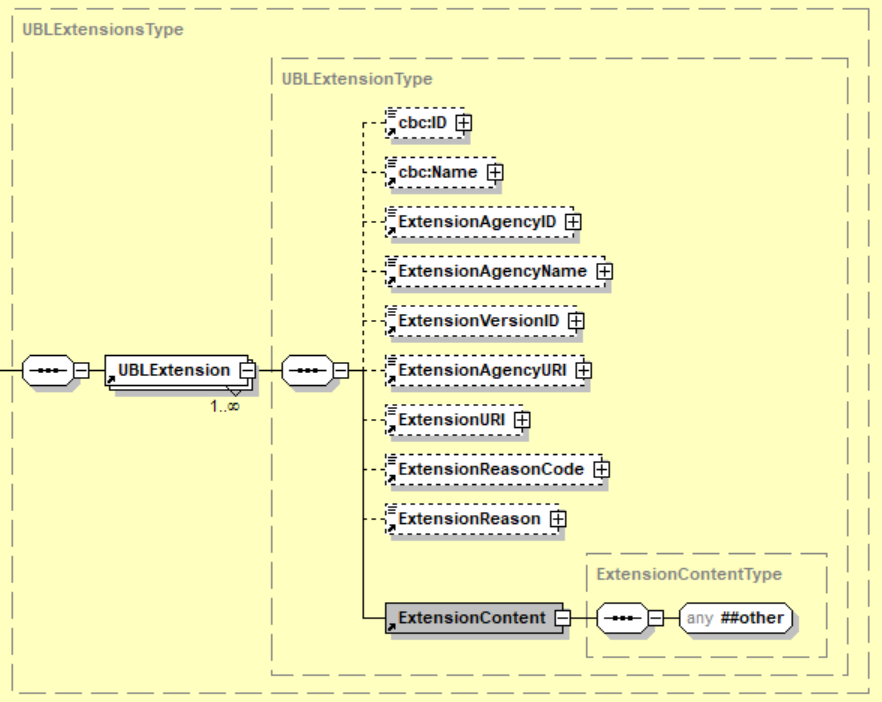 UBLExtensionsType
UBLExtensionType
cbc:ID
cbc:Name
ExtensionAgencyID
ExtensionAgencyName
ExtensionVersionID
UBLExtension
1..∞
ExtensionAgencyURI
ExtensionURI
ExtensionReasonCode
ExtensionReason
ExtensionContentType
ExtensionContent
any ##other